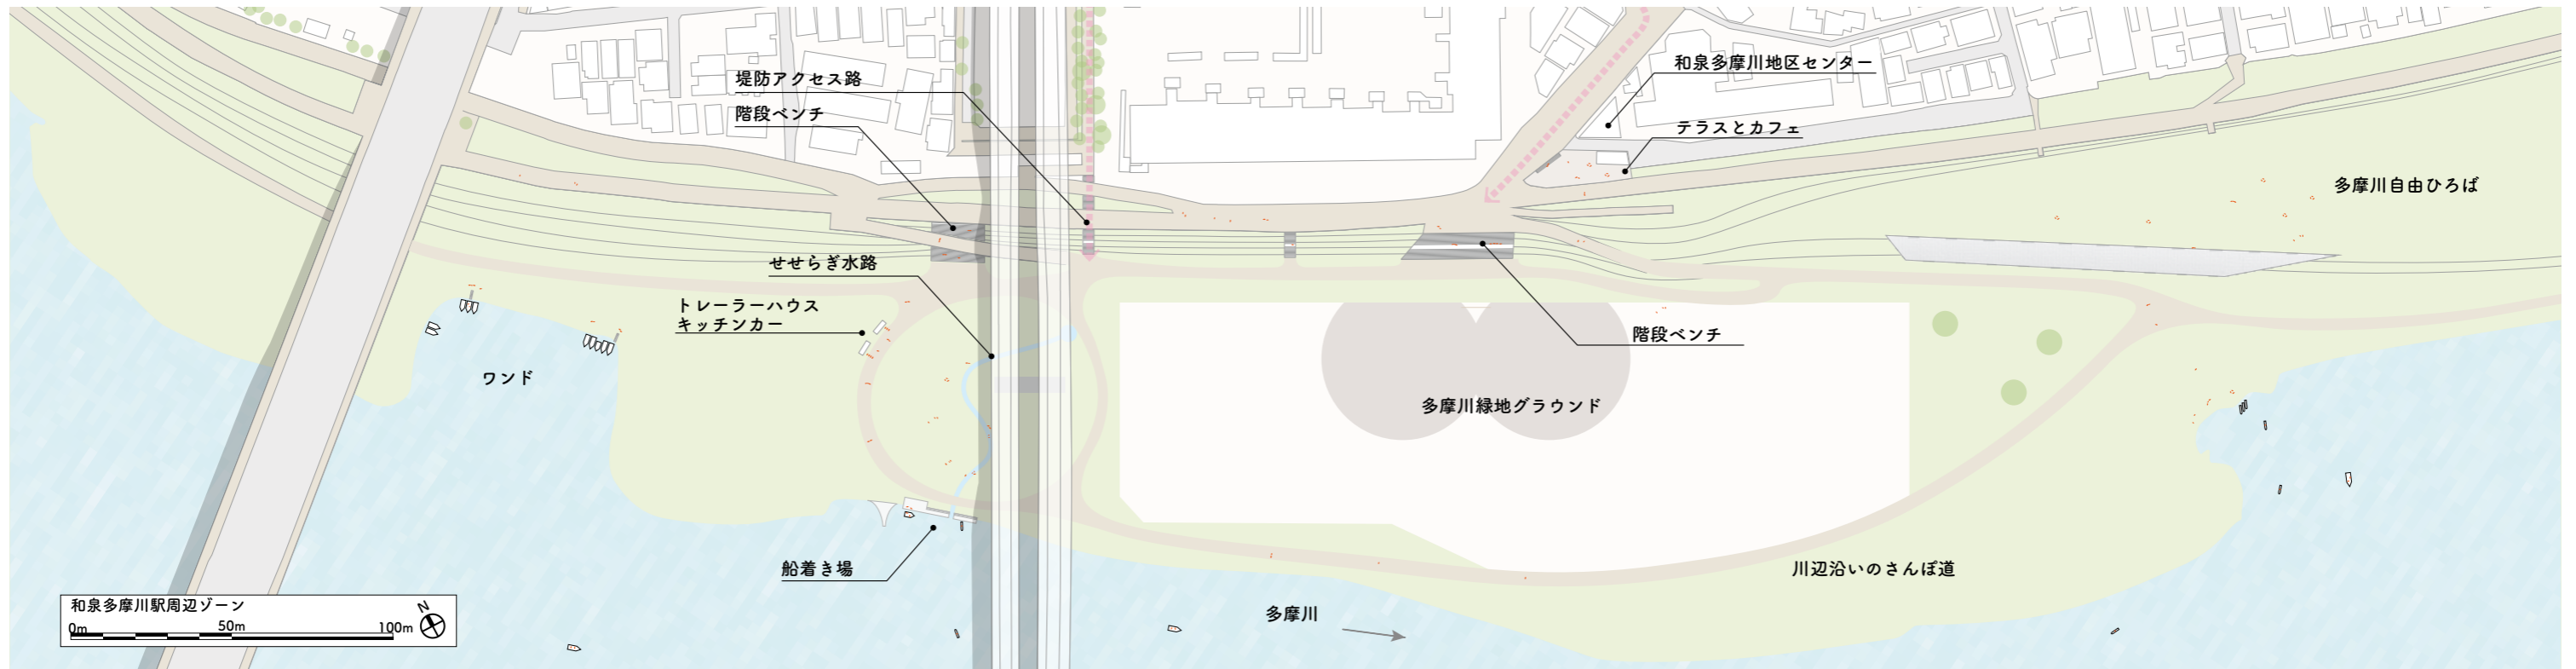 堤防アクセス路
階段ベンチ
和泉多摩川地区センター
テラスとカフェ
多摩川自由ひろば
せせらぎ水路
トレーラーハウス
キッチンカー
階段ベンチ
ワンド
多摩川緑地グラウンド
船着き場
川辺沿いのさんぽ道
多摩川
和泉多摩川駅周辺ゾーン
N
0m 50m 100m